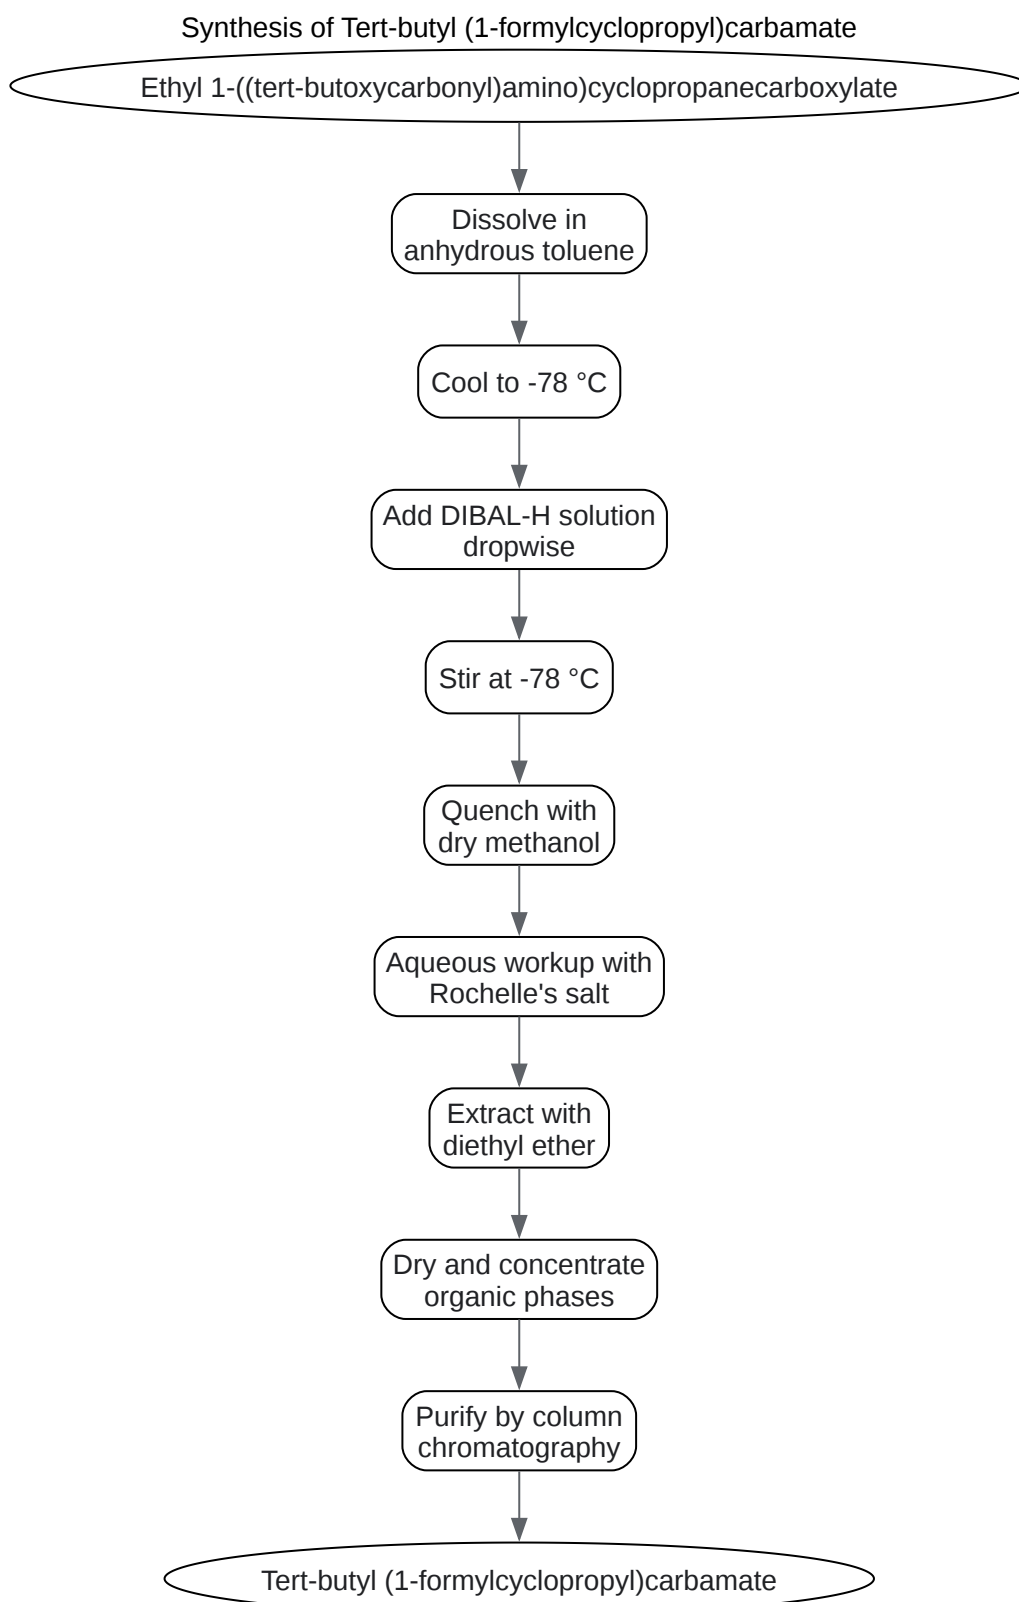 Synthesis of Tert-butyl (1-formylcyclopropyl)carbamate
Ethyl 1-((tert-butoxycarbonyl)amino)cyclopropanecarboxylate
Dissolve in
anhydrous toluene
Cool to -78 °C
Add DIBAL-H solution
dropwise
Stir at -78 °C
Quench with
dry methanol
Aqueous workup with
Rochelle's salt
Extract with
diethyl ether
Dry and concentrate
organic phases
Purify by column
chromatography
Tert-butyl (1-formylcyclopropyl)carbamate